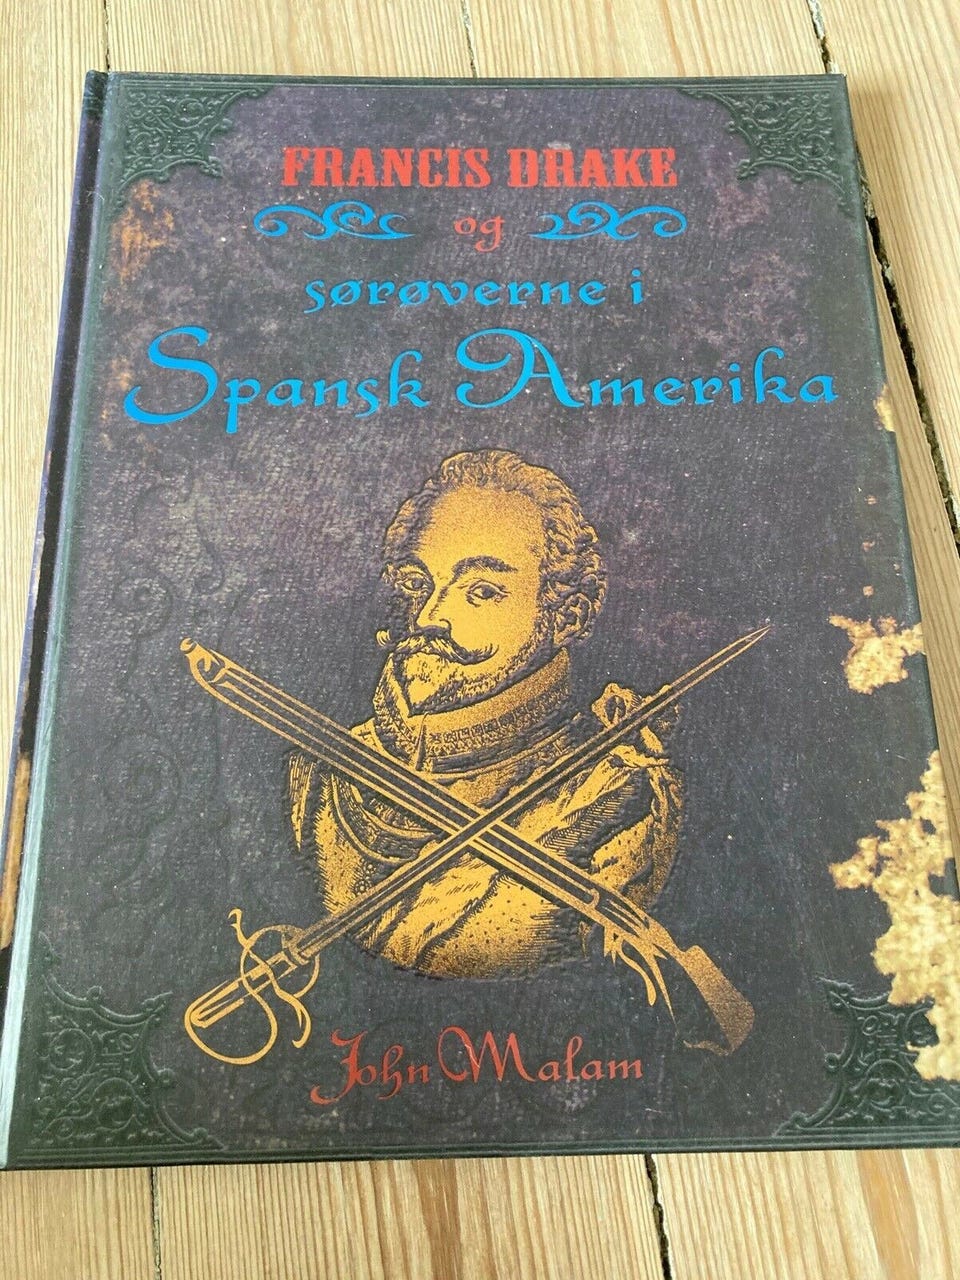 FRANCIS DRAKE
og
sørøverne i
Spansk Amerika
John Malam